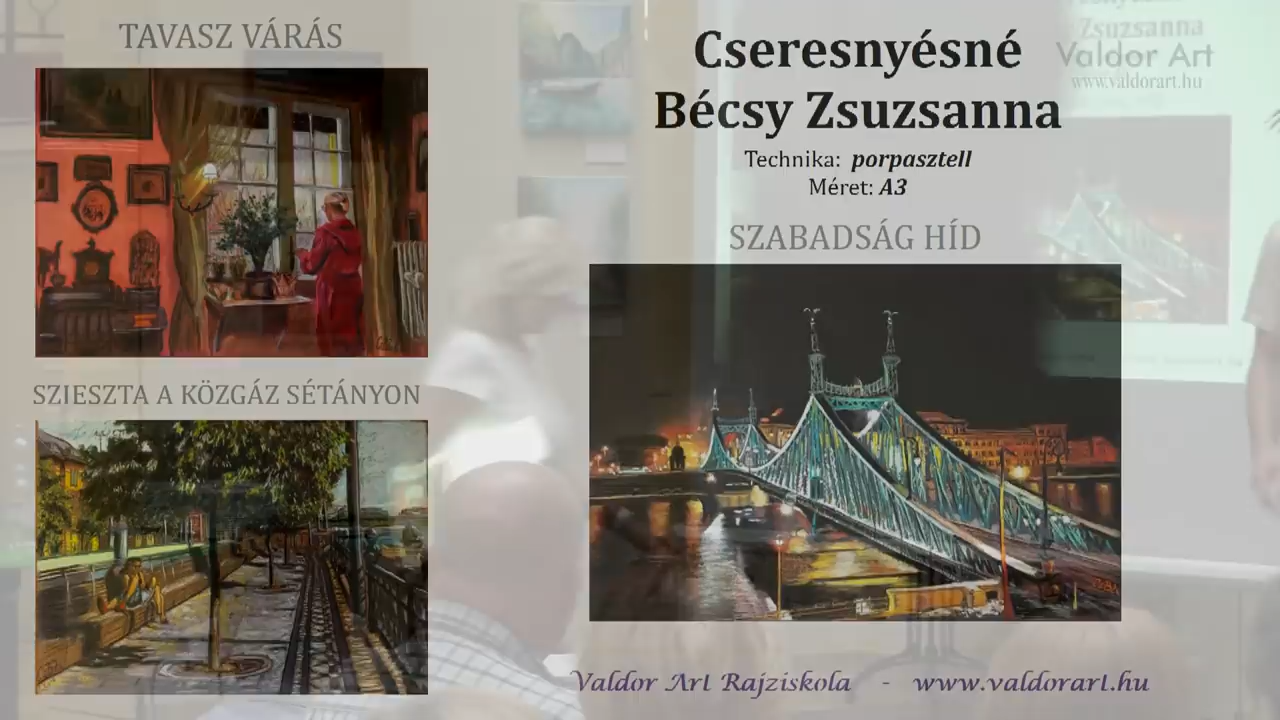 TAVASZ VÁRÁS
SZIESZTA A KÖZGÁZ SÉTÁNYON
Cseresnyésné
Bécsy Zsuzsanna
Technika: porpasztell
Méret: A3
SZABADSÁG HÍD
Zsuzsanna
Valdor Art
www.valdorart.hu
Valdor Art Rajziskola - www.valdorart.hu